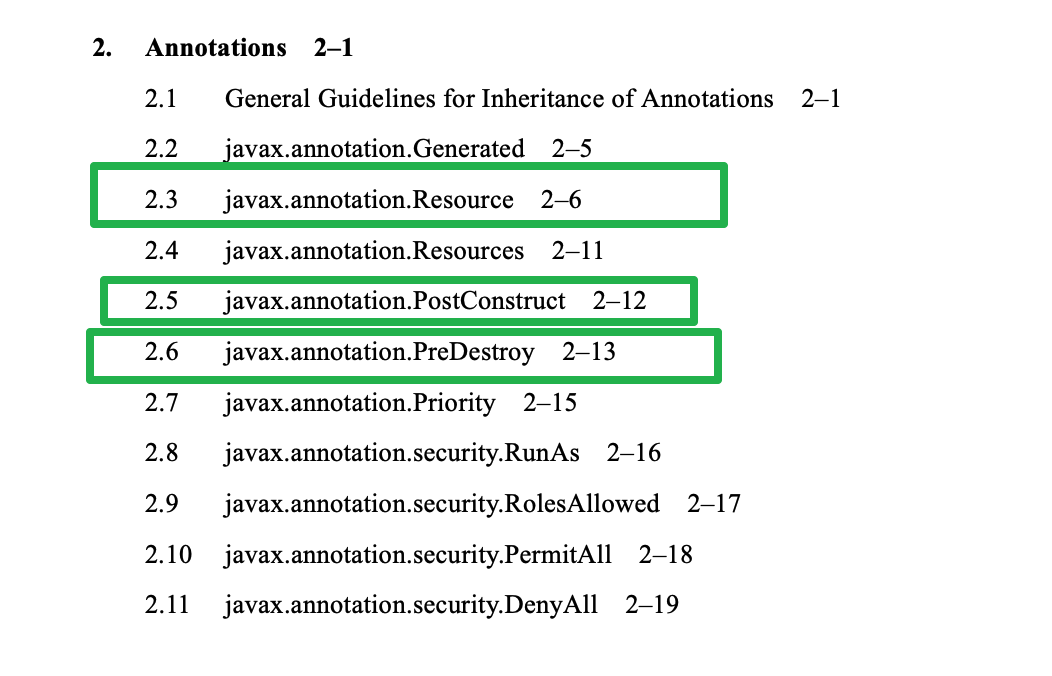 2. Annotations 2–1
2.1 General Guidelines for Inheritance of Annotations 2–1
2.2 javax.annotation.Generated 2–5
2.3 javax.annotation.Resource 2–6
2.4 javax.annotation.Resources 2–11
2.5 javax.annotation.PostConstruct 2–12
2.6 javax.annotation.PreDestroy 2–13
2.7 javax.annotation.Priority 2–15
2.8 javax.annotation.security.RunAs 2–16
2.9 javax.annotation.security.RolesAllowed 2–17
2.10 javax.annotation.security.PermitAll 2–18
2.11 javax.annotation.security.DenyAll 2–19